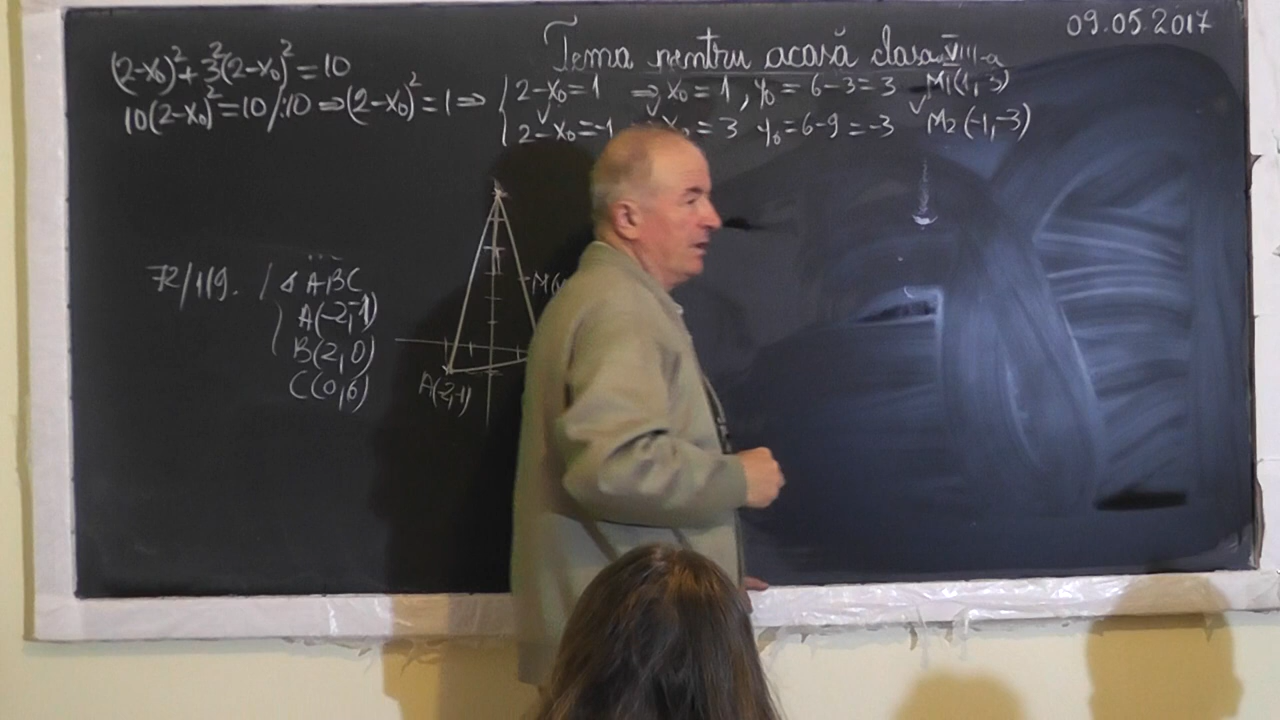 09.05.2017
Tema pentru acasă clasa VIII-a
(2-x₀)²+3²(2-x₀)²=10
10(2-x₀)²=10/:10 ⇒(2-x₀)²=1⇒
2-x₀=1 ⇒x₀=1, y₀=6-3=3 M1(1,3)
2-x₀=-1 x₀=3 y₀=6-9=-3 M2(-1,-3)
72/119. ∢ABC
A(-2,-1)
B(2,0)
C(0,6)
M(
A(-2,-1)